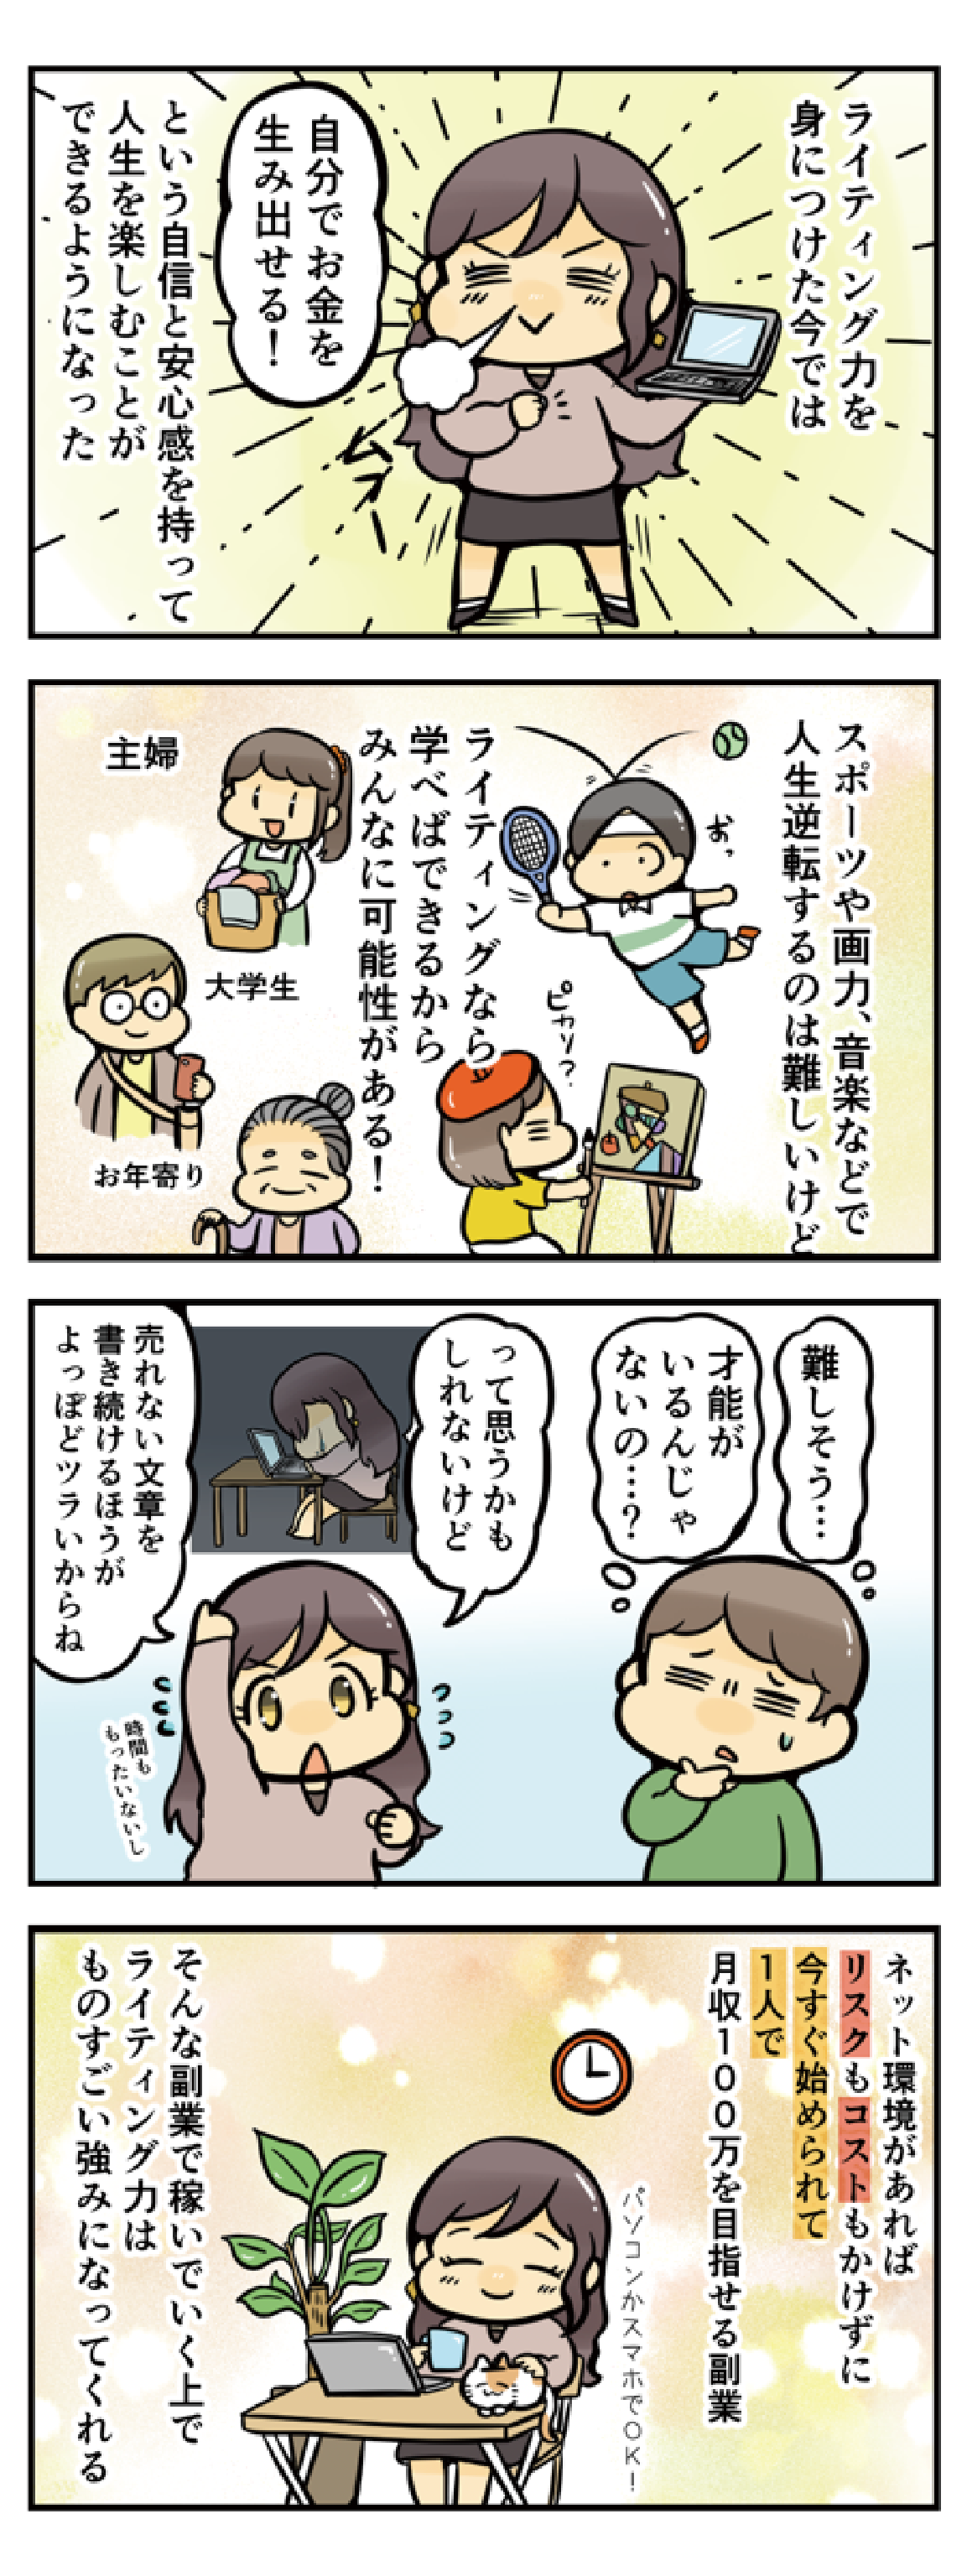 ライティング力を
身につけた今では
自分でお金を
生み出せる！
ムフー
という自信と安心感を持って
人生を楽しむことが
できるようになった
スポーツや画力、音楽などで
人生逆転するのは難しいけど
おっ
ピカソ？
ライティングなら
学べばできるから
みんなに可能性がある！
主婦
大学生
お年寄り
難しそう…
才能が
いるんじゃ
ないの…？
って思うかも
しれないけど
売れない文章を
書き続けるほうが
よっぽどツラいからね
時間も
もったいないし
ネット環境があれば
リスクもコストもかけずに
今すぐ始められて
１人で
月収１００万を目指せる副業
パソコンかスマホでOK！
そんな副業で稼いでいく上で
ライティング力は
ものすごい強みになってくれる